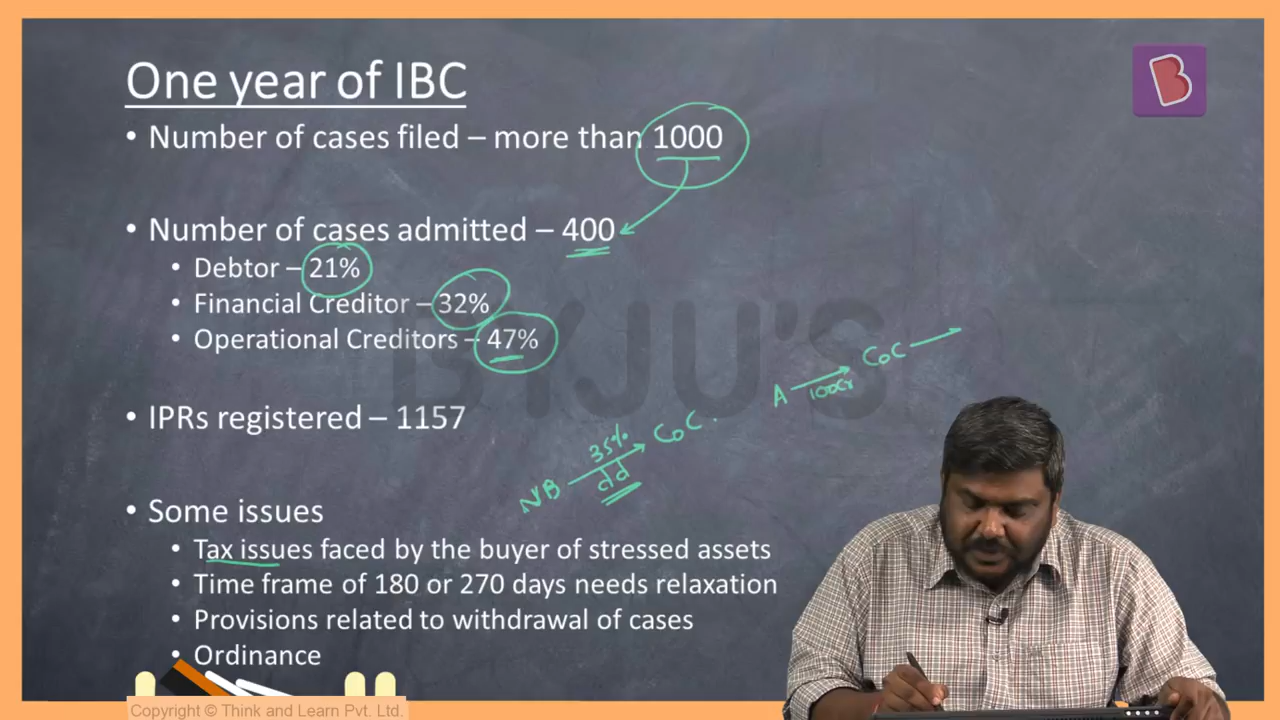 One year of IBC
• Number of cases filed – more than 1000
• Number of cases admitted – 400
• Debtor – 21%
• Financial Creditor – 32%
• Operational Creditors – 47%
BYJU'S
A 100Cr CoC
• IPRs registered – 1157
NB 35% dd CoC.
• Some issues
• Tax issues faced by the buyer of stressed assets
• Time frame of 180 or 270 days needs relaxation
• Provisions related to withdrawal of cases
• Ordinance
Copyright © Think and Learn Pvt. Ltd.
B